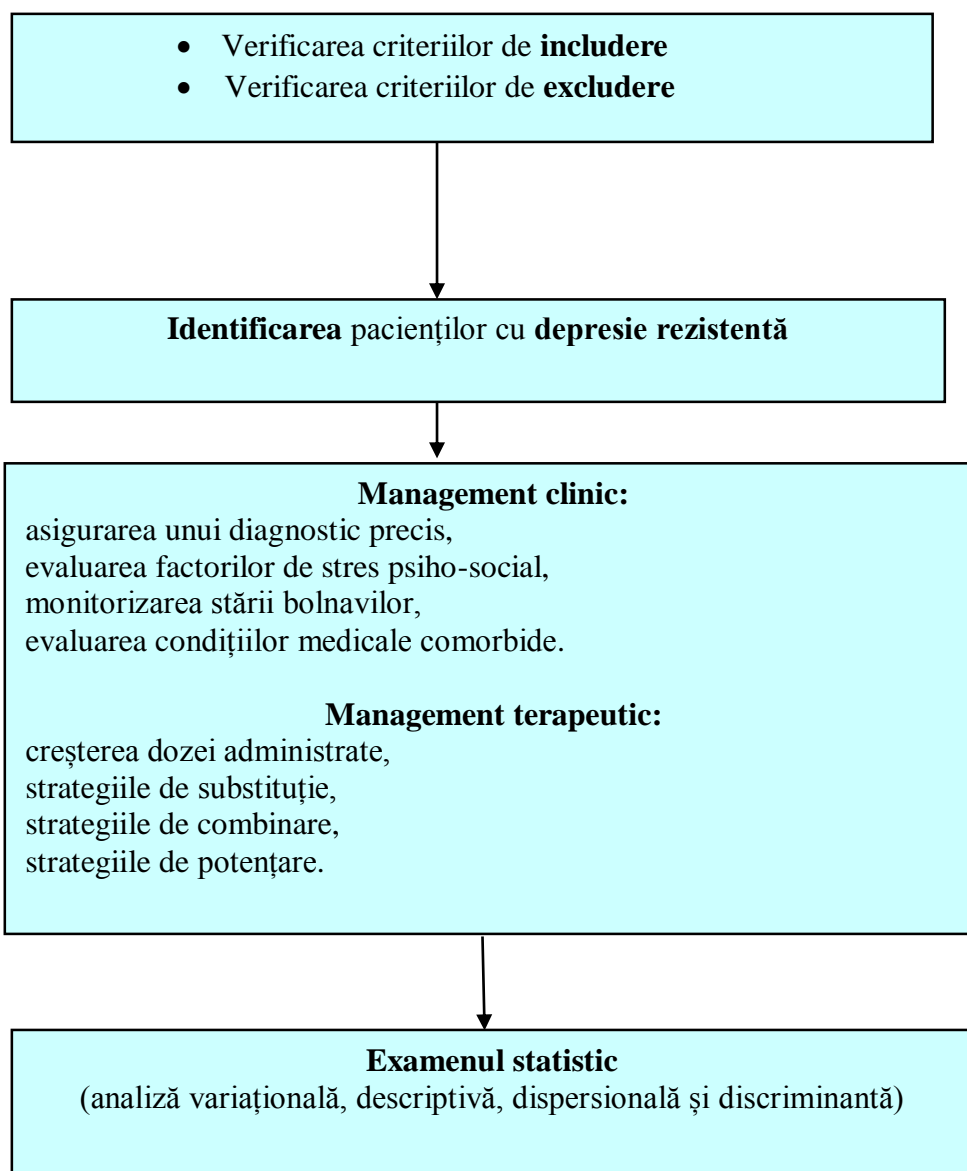 • Verificarea criteriilor de includere
• Verificarea criteriilor de excludere
Identificarea pacienților cu depresie rezistentă
Management clinic:
asigurarea unui diagnostic precis,
evaluarea factorilor de stres psiho-social,
monitorizarea stării bolnavilor,
evaluarea condițiilor medicale comorbide.
Management terapeutic:
creșterea dozei administrate,
strategiile de substituție,
strategiile de combinare,
strategiile de potențare.
Examenul statistic
(analiză variațională, descriptivă, dispersională și discriminantă)